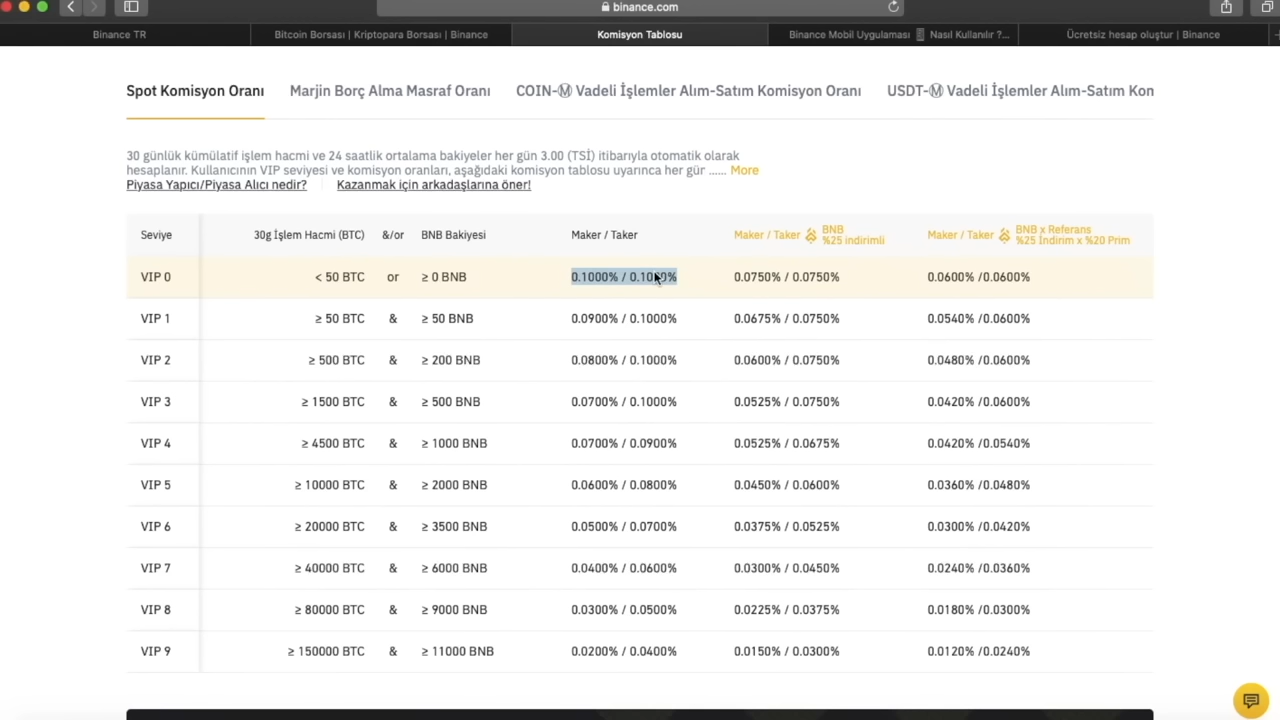 binance.com
Binance TR
Bitcoin Borsası | Kriptopara Borsası | Binance
Komisyon Tablosu
Binance Mobil Uygulaması 📱 Nasıl Kullanılır ?...
Ücretsiz hesap oluştur | Binance
Spot Komisyon Oranı
Marjin Borç Alma Masraf Oranı
COIN-Ⓜ Vadeli İşlemler Alım-Satım Komisyon Oranı
USDT-Ⓜ Vadeli İşlemler Alım-Satım Kon
30 günlük kümülatif işlem hacmi ve 24 saatlik ortalama bakiyeler her gün 3.00 (TSİ) itibarıyla otomatik olarak
hesaplanır. Kullanıcının VIP seviyesi ve komisyon oranları, aşağıdaki komisyon tablosu uyarınca her gür ...... More
Piyasa Yapıcı/Piyasa Alıcı nedir? Kazanmak için arkadaşlarına öner!
Seviye 30g İşlem Hacmi (BTC) &/or BNB Bakiyesi Maker / Taker Maker / Taker BNB %25 indirimli Maker / Taker BNB x Referans %25 İndirim x %20 Prim
VIP 0 < 50 BTC or ≥ 0 BNB 0.1000% / 0.1000% 0.0750% / 0.0750% 0.0600% /0.0600%
VIP 1 ≥ 50 BTC & ≥ 50 BNB 0.0900% / 0.1000% 0.0675% / 0.0750% 0.0540% /0.0600%
VIP 2 ≥ 500 BTC & ≥ 200 BNB 0.0800% / 0.1000% 0.0600% / 0.0750% 0.0480% /0.0600%
VIP 3 ≥ 1500 BTC & ≥ 500 BNB 0.0700% / 0.1000% 0.0525% / 0.0750% 0.0420% /0.0600%
VIP 4 ≥ 4500 BTC & ≥ 1000 BNB 0.0700% / 0.0900% 0.0525% / 0.0675% 0.0420% /0.0540%
VIP 5 ≥ 10000 BTC & ≥ 2000 BNB 0.0600% / 0.0800% 0.0450% / 0.0600% 0.0360% /0.0480%
VIP 6 ≥ 20000 BTC & ≥ 3500 BNB 0.0500% / 0.0700% 0.0375% / 0.0525% 0.0300% /0.0420%
VIP 7 ≥ 40000 BTC & ≥ 6000 BNB 0.0400% / 0.0600% 0.0300% / 0.0450% 0.0240% /0.0360%
VIP 8 ≥ 80000 BTC & ≥ 9000 BNB 0.0300% / 0.0500% 0.0225% / 0.0375% 0.0180% /0.0300%
VIP 9 ≥ 150000 BTC & ≥ 11000 BNB 0.0200% / 0.0400% 0.0150% / 0.0300% 0.0120% /0.0240%